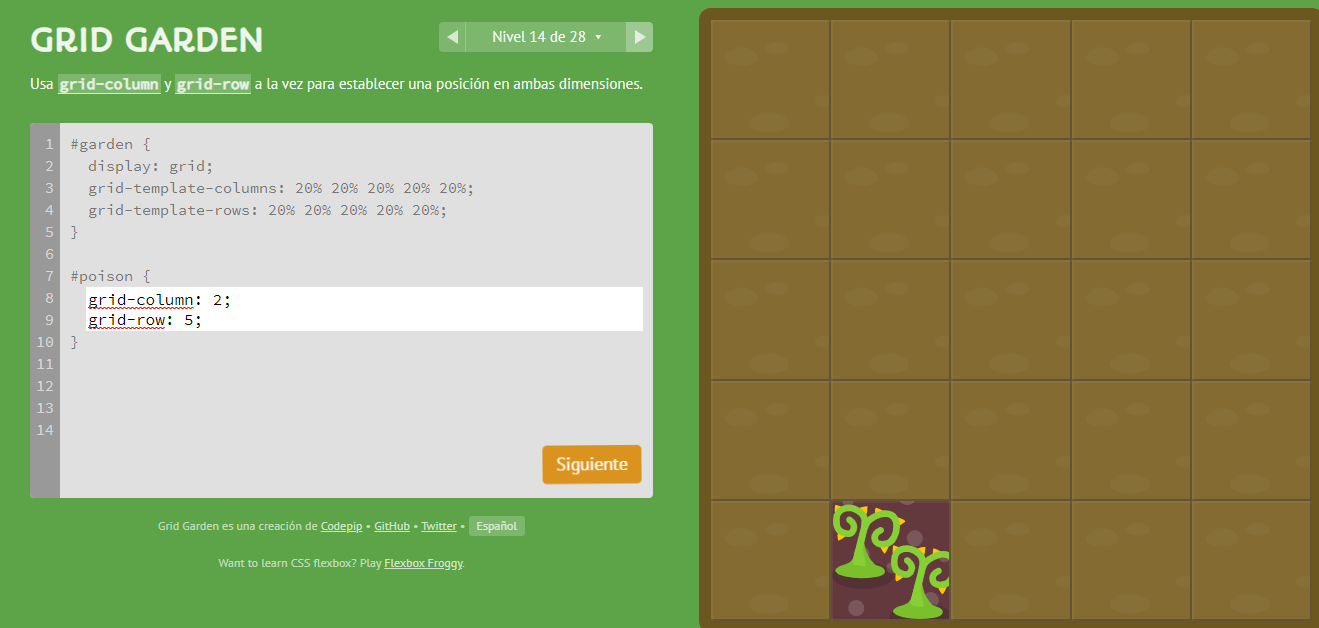 GRID GARDEN
◀ Nivel 14 de 28 ▾ ▶
Usa grid-column y grid-row a la vez para establecer una posición en ambas dimensiones.
1 #garden {
2 display: grid;
3 grid-template-columns: 20% 20% 20% 20% 20%;
4 grid-template-rows: 20% 20% 20% 20% 20%;
5 }
6
7 #poison {
8 grid-column: 2;
9 grid-row: 5;
10 }
11
12
13
14
Siguiente
Grid Garden es una creación de Codepip • GitHub • Twitter • Español
Want to learn CSS flexbox? Play Flexbox Froggy.